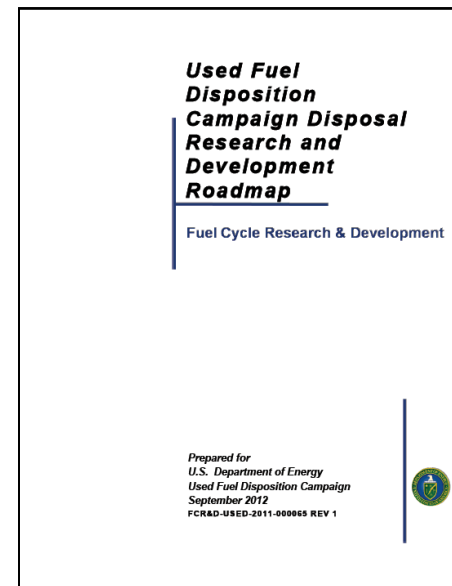 Used Fuel
Disposition
Campaign Disposal
Research and
Development
Roadmap
Fuel Cycle Research & Development
Prepared for
U.S. Department of Energy
Used Fuel Disposition Campaign
September 2012
FCR&D-USED-2011-000065 REV 1